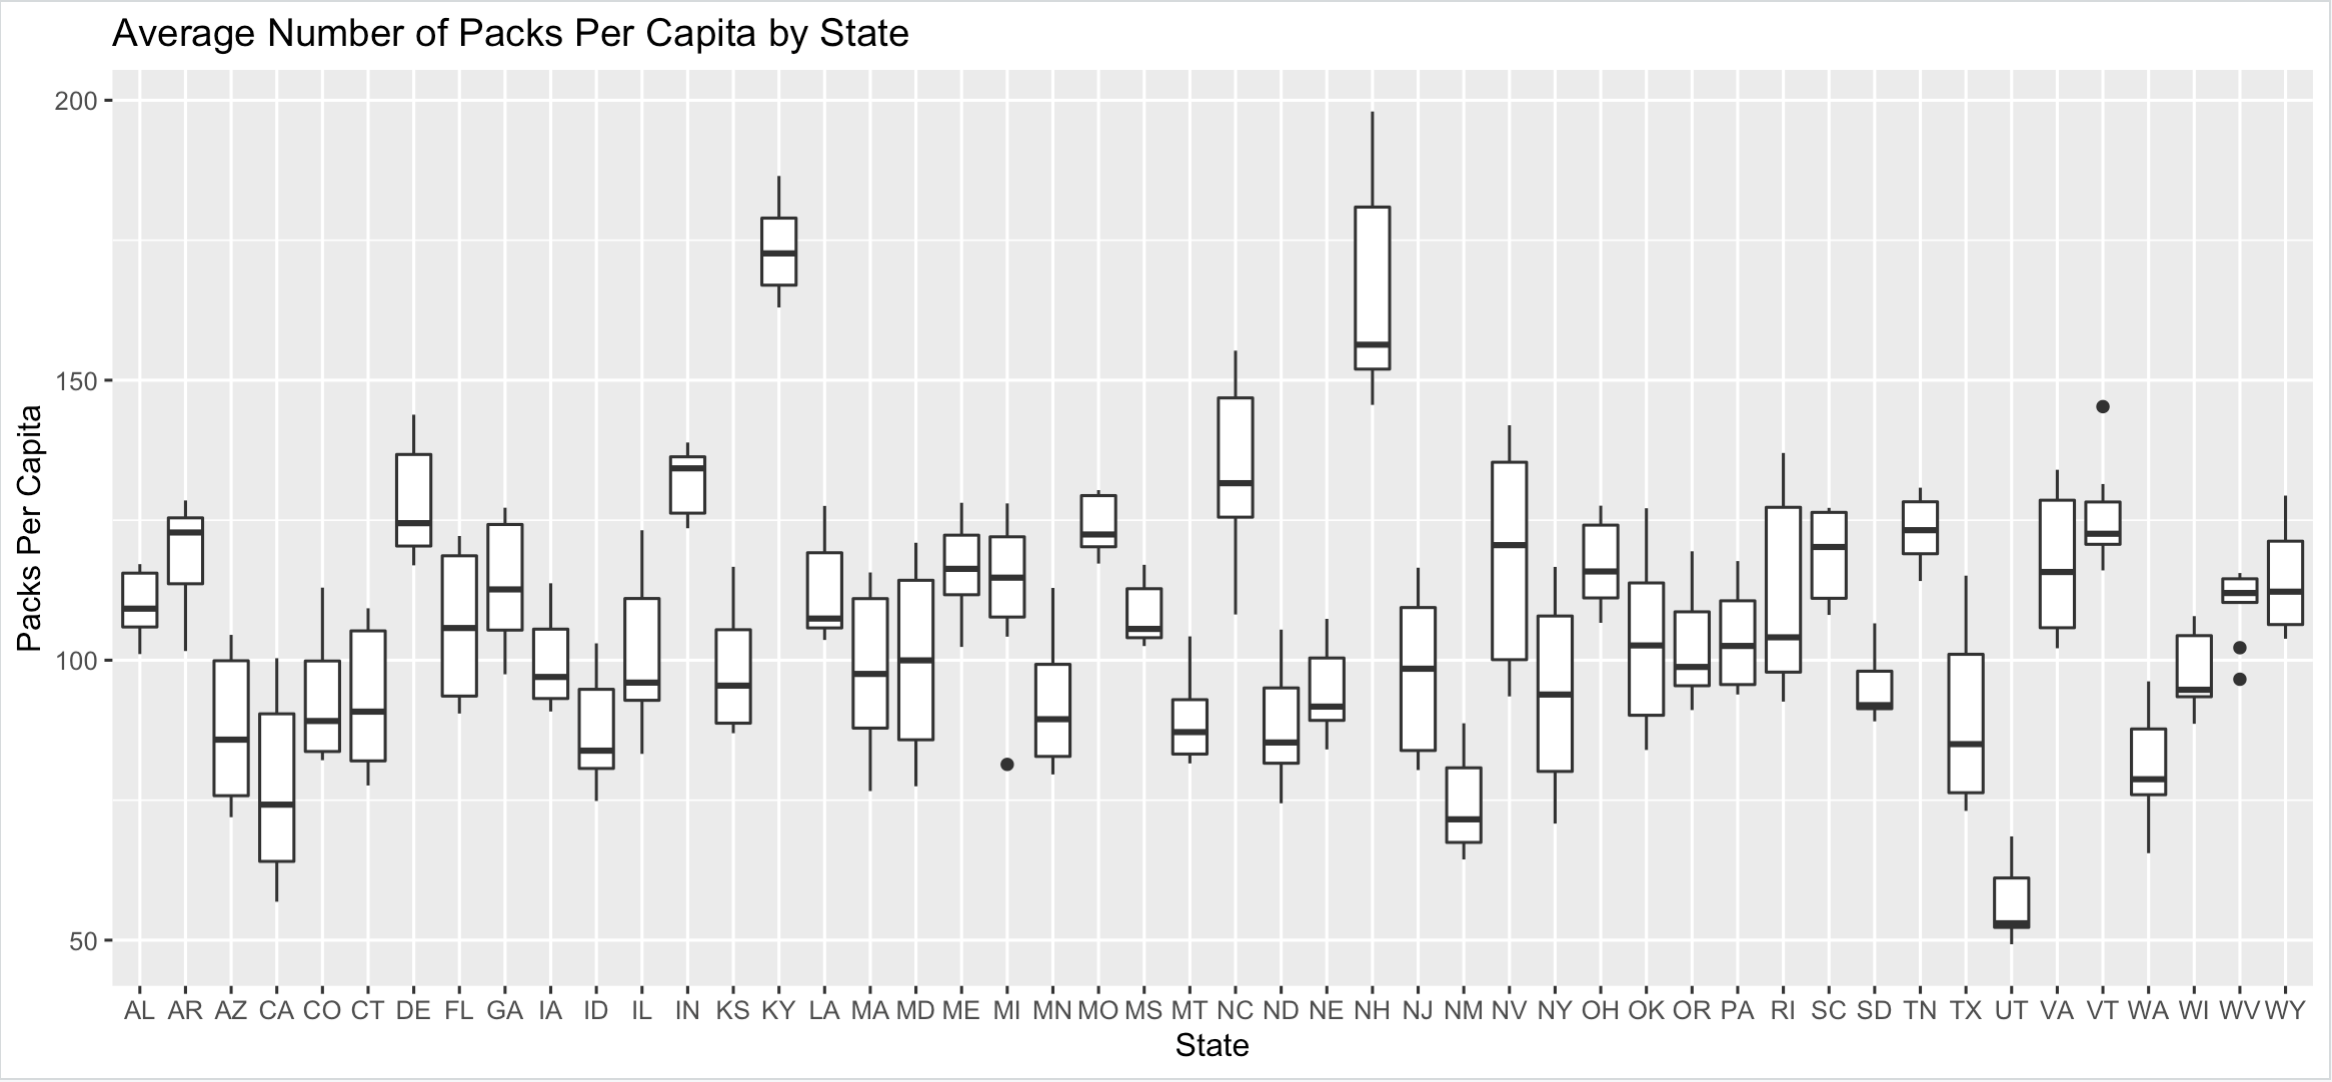 Average Number of Packs Per Capita by State
200
150
100
50
Packs Per Capita
AL AR AZ CA CO CT DE FL GA IA ID IL IN KS KY LA MA MD ME MI MN MO MS MT NC ND NE NH NJ NM NV NY OH OK OR PA RI SC SD TN TX UT VA VT WA WI WV WY
State